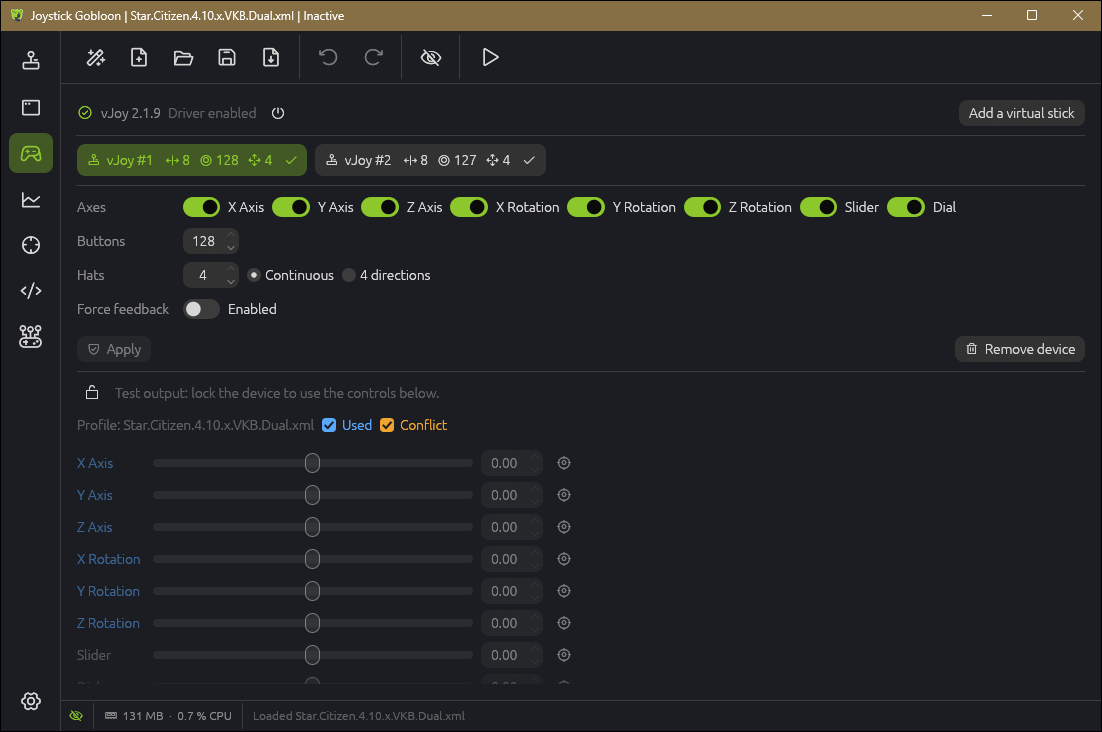 Joystick Gobloon | Star.Citizen.4.10.x.VKB.Dual.xml | Inactive
vJoy 2.1.9 Driver enabled
Add a virtual stick
vJoy #1 8 128 4
vJoy #2 8 127 4
Axes X Axis Y Axis Z Axis X Rotation Y Rotation Z Rotation Slider Dial
Buttons 128
Hats 4 Continuous 4 directions
Force feedback Enabled
Apply
Remove device
Test output: lock the device to use the controls below.
Profile: Star.Citizen.4.10.x.VKB.Dual.xml Used Conflict
X Axis 0.00
Y Axis 0.00
Z Axis 0.00
X Rotation 0.00
Y Rotation 0.00
Z Rotation 0.00
Slider 0.00
131 MB · 0.7 % CPU Loaded Star.Citizen.4.10.x.VKB.Dual.xml